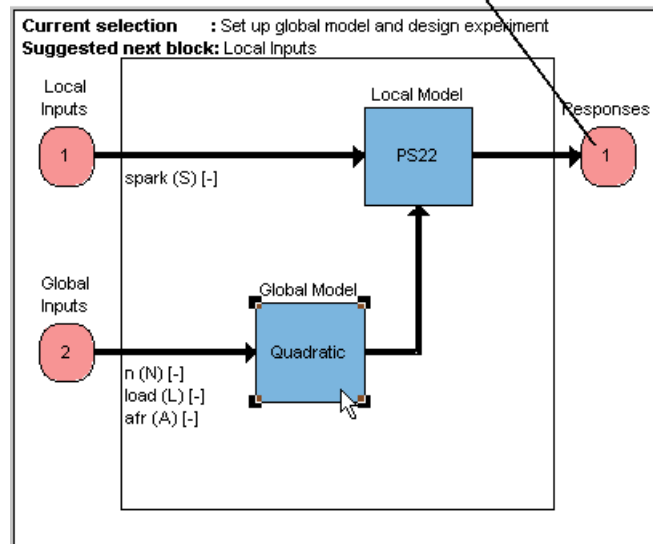 Current selection : Set up global model and design experiment
Suggested next block: Local Inputs
Local
Inputs
Local Model
Responses
1
PS22
1
spark (S) [-]
Global
Inputs
Global Model
2
Quadratic
n (N) [-]
load (L) [-]
afr (A) [-]